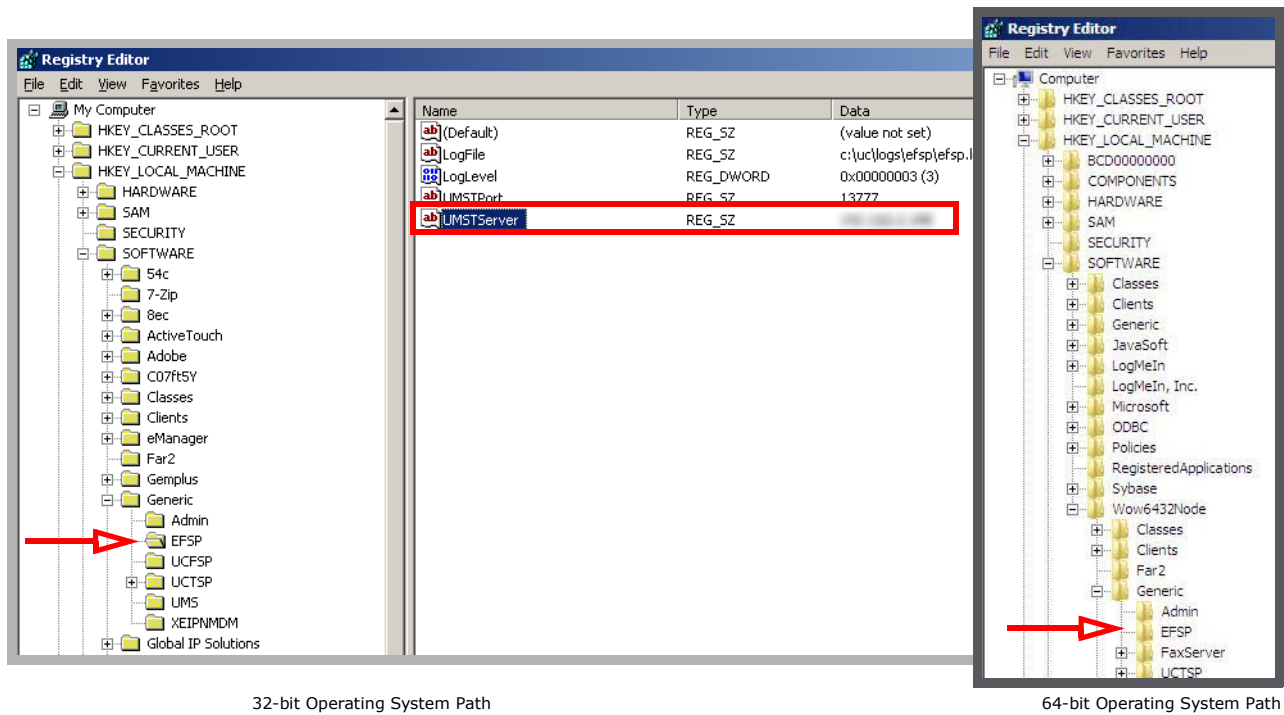 Registry Editor
File Edit View Favorites Help
My Computer
HKEY_CLASSES_ROOT
HKEY_CURRENT_USER
HKEY_LOCAL_MACHINE
HARDWARE
SAM
SECURITY
SOFTWARE
54c
7-Zip
8ec
ActiveTouch
Adobe
C07ft5Y
Classes
Clients
eManager
Far2
Gemplus
Generic
Admin
EFSP
UCFSP
UCTSP
UMS
XEIPNMDM
Global IP Solutions
Name Type Data
(Default) REG_SZ (value not set)
LogFile REG_SZ c:\uc\logs\efsp\efsp.l
LogLevel REG_DWORD 0x00000003 (3)
UMSTPort REG_SZ 13777
UMSTServer REG_SZ
32-bit Operating System Path
Registry Editor
File Edit View Favorites Help
Computer
HKEY_CLASSES_ROOT
HKEY_CURRENT_USER
HKEY_LOCAL_MACHINE
BCD00000000
COMPONENTS
HARDWARE
SAM
SECURITY
SOFTWARE
Classes
Clients
Generic
JavaSoft
LogMeIn
LogMeIn, Inc.
Microsoft
ODBC
Policies
RegisteredApplications
Sybase
Wow6432Node
Classes
Clients
Far2
Generic
Admin
EFSP
FaxServer
UCTSP
64-bit Operating System Path